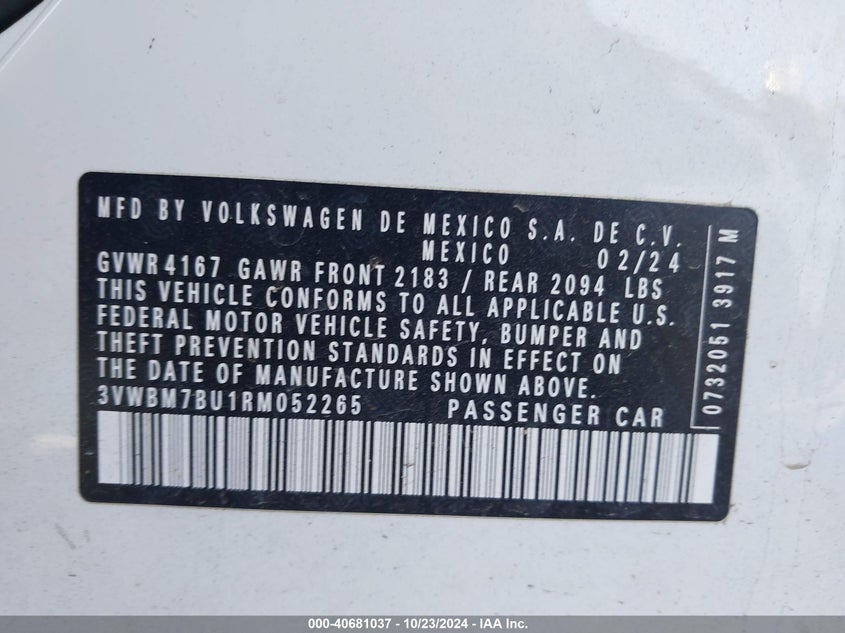 MFD BY VOLKSWAGEN DE MEXICO S.A. DE C.V.
MEXICO 02/24
GVWR 4167 GAWR FRONT 2183 / REAR 2094 LBS
THIS VEHICLE CONFORMS TO ALL APPLICABLE U.S.
FEDERAL MOTOR VEHICLE SAFETY, BUMPER AND
THEFT PREVENTION STANDARDS IN EFFECT ON
THE DATE OF MANUFACTURE SHOWN ABOVE.
3VWBM7BU1RM052265 PASSENGER CAR
0732051 3917 M
000-40681037 - 10/23/2024 - IAA Inc.